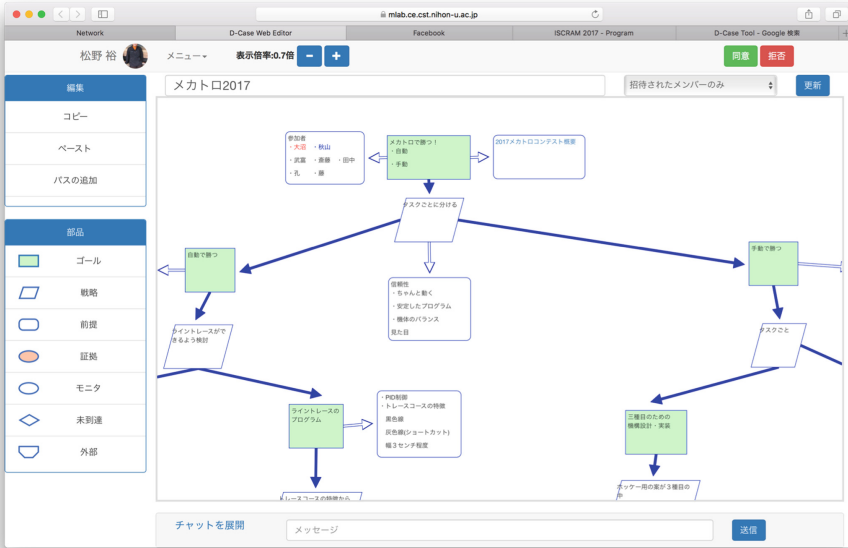 mlab.ce.cst.nihon-u.ac.jp
Network
D-Case Web Editor
Facebook
ISCRAM 2017 - Program
D-Case Tool - Google 検索
松野 裕
メニュー
表示倍率:0.7倍
- +
同意 拒否
編集
コピー
ペースト
パスの追加
部品
ゴール
戦略
前提
証拠
モニタ
未到達
外部
メカトロ2017
招待されたメンバーのみ
更新
参加者
・大沼 ・秋山
・武富 ・斎藤 ・田中
・孔 ・藤
メカトロで勝つ！
・自動
・手動
2017メカトロコンテスト概要
タスクごとに分ける
自動で勝つ
手動で勝つ
信頼性
・ちゃんと動く
・安定したプログラム
・機体のバランス
見た目
ライントレースがで
きるよう検討
タスクごと
ライントレースの
プログラム
・PID制御
・トレースコースの特徴
黒色線
灰色線(ショートカット)
幅３センチ程度
三種目のための
機構設計・実装
トレースコースの特徴から
ホッケー用の案が３種目の
チャットを展開
メッセージ
送信